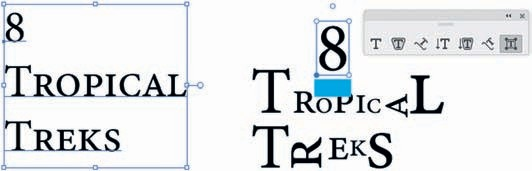 8
Tropical
Treks
8
TRoPIcAL
TREKS